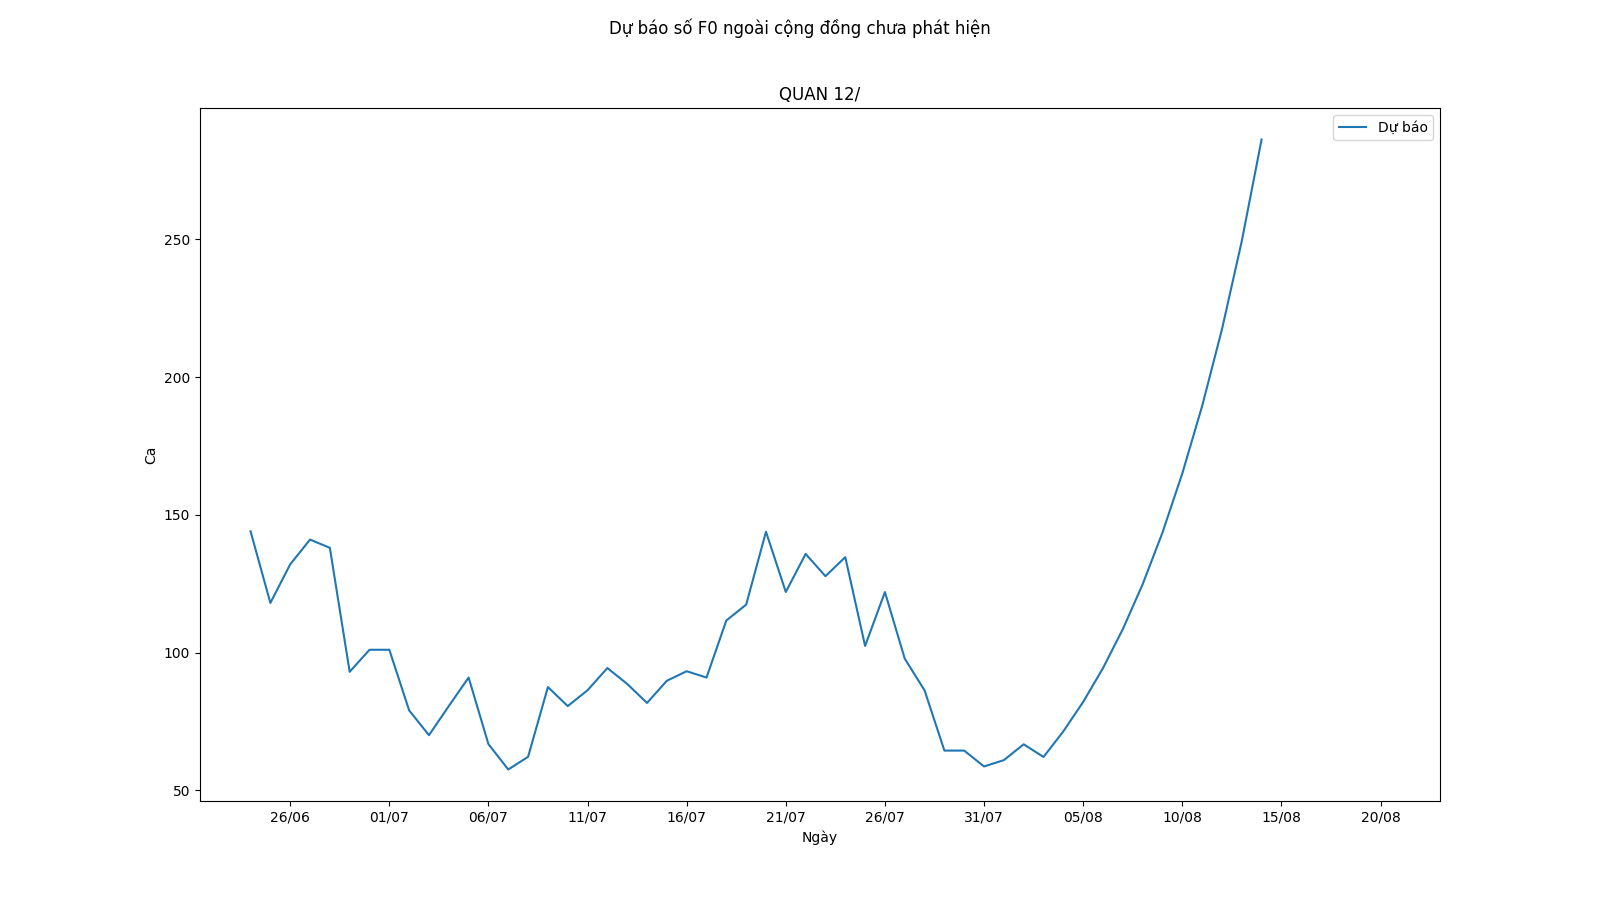 Dự báo số F0 ngoài cộng đồng chưa phát hiện
QUAN 12/
Dự báo
250
200
150
100
50
Ca
26/06 01/07 06/07 11/07 16/07 21/07 26/07 31/07 05/08 10/08 15/08 20/08
Ngày